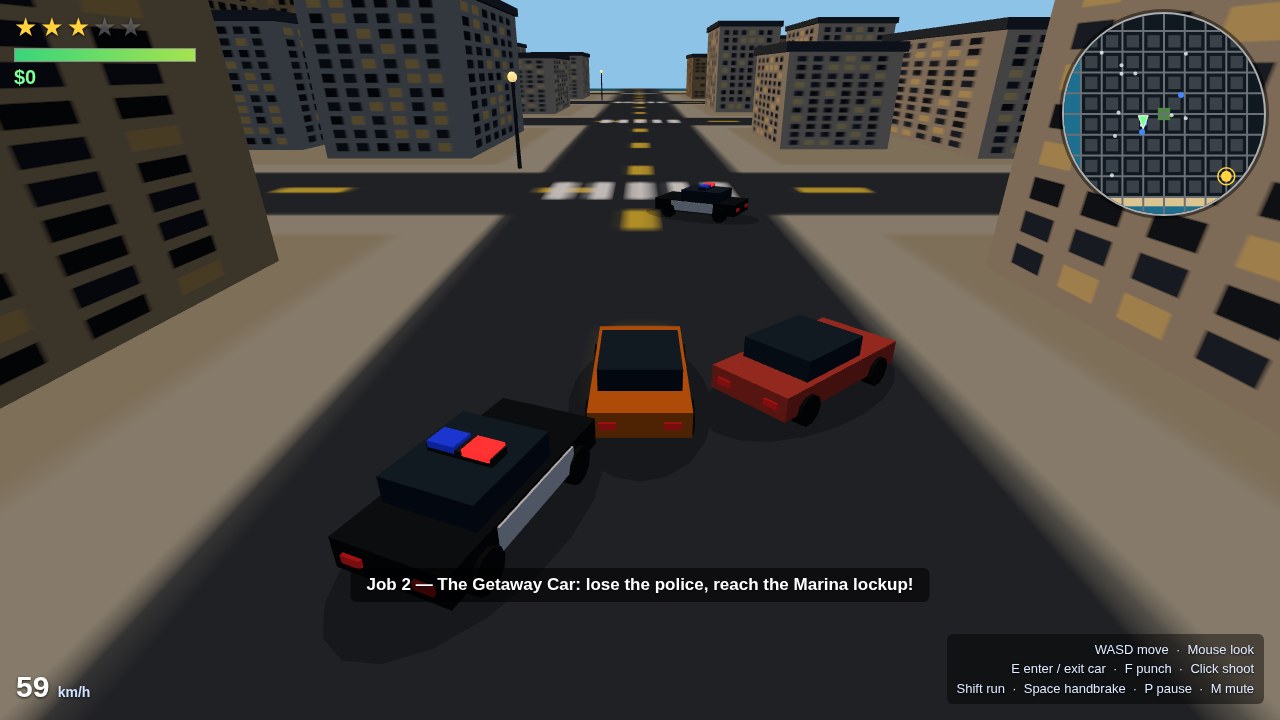 $0
Job 2 — The Getaway Car: lose the police, reach the Marina lockup!
WASD move · Mouse look
E enter / exit car · F punch · Click shoot
Shift run · Space handbrake · P pause · M mute
59 km/h